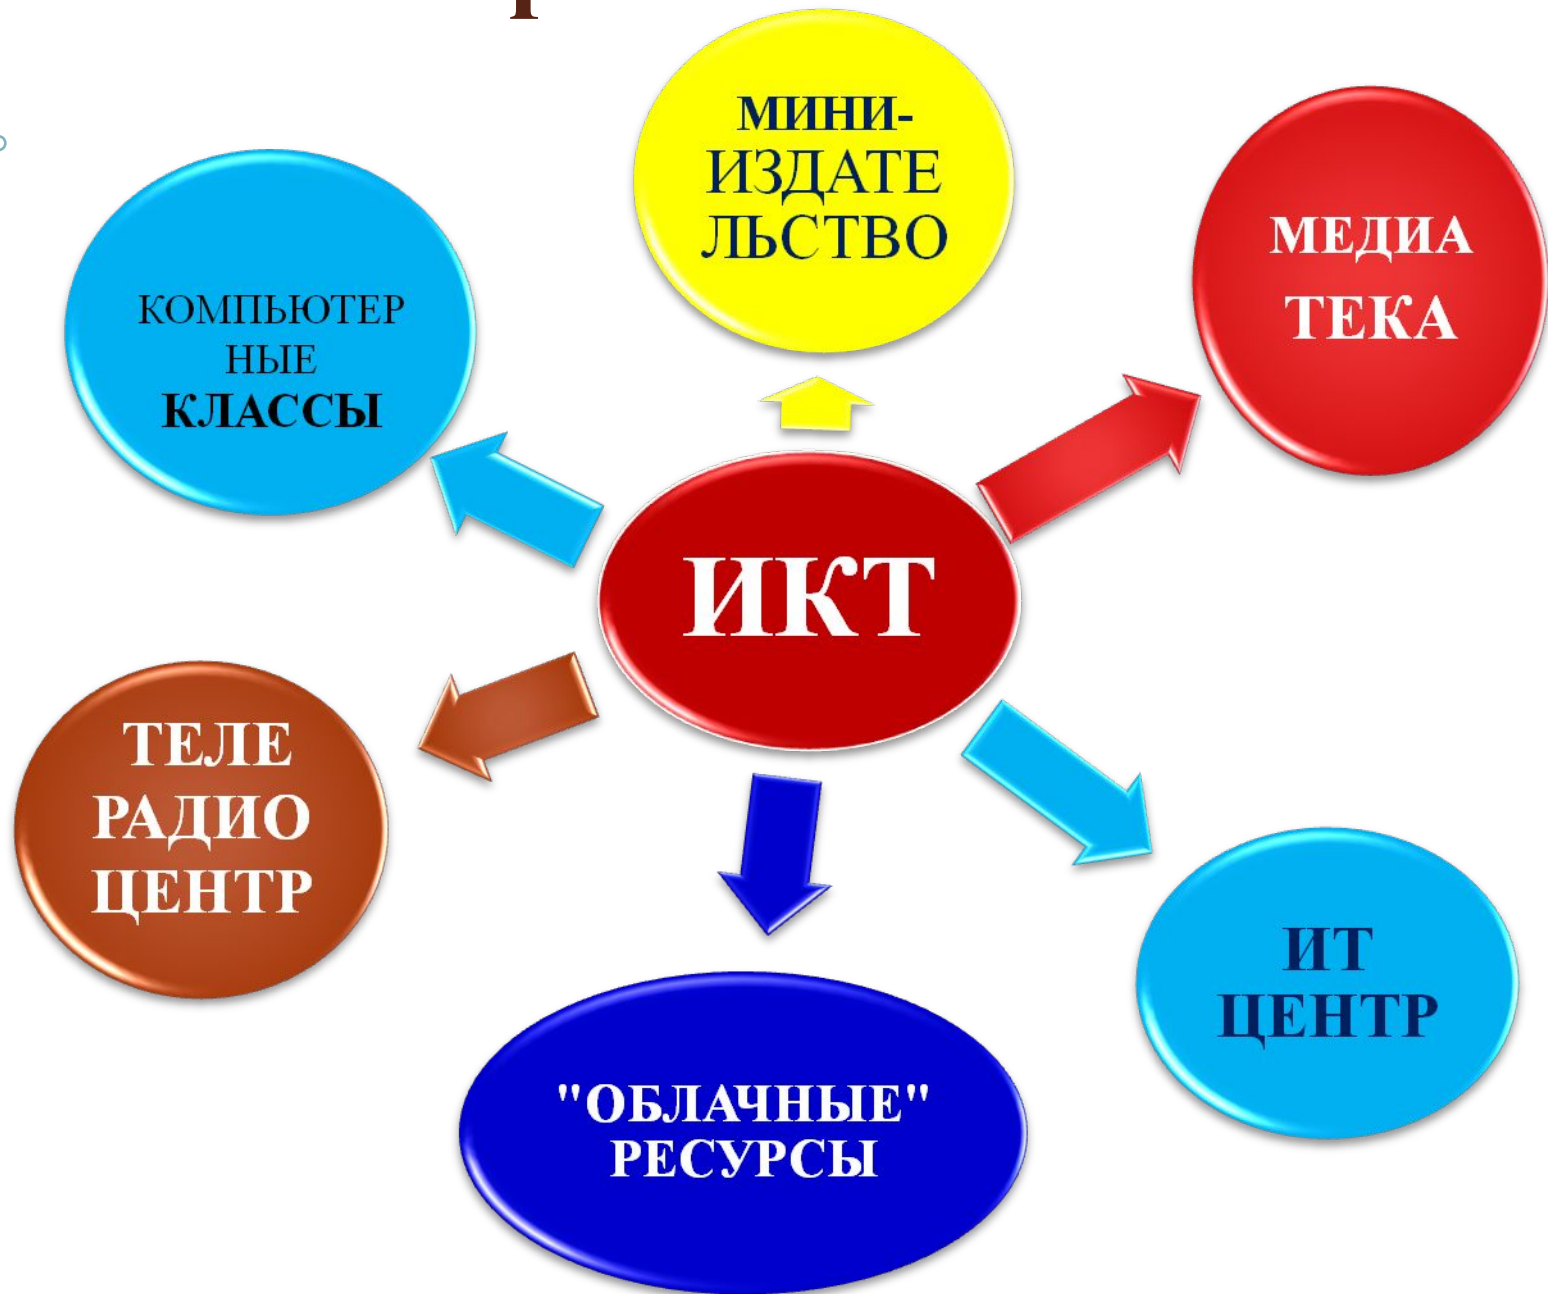 МИНИ-
ИЗДАТЕ
ЛЬСТВО
МЕДИА
ТЕКА
КОМПЬЮТЕР
НЫЕ
КЛАССЫ
ИКТ
ТЕЛЕ
РАДИО
ЦЕНТР
ИТ
ЦЕНТР
"ОБЛАЧНЫЕ"
РЕСУРСЫ